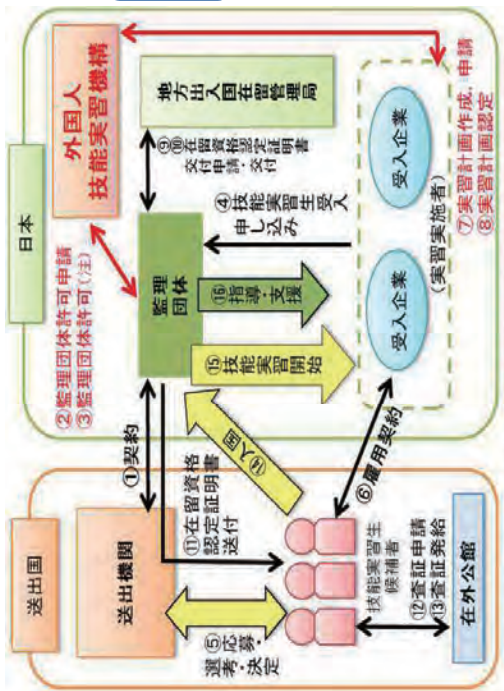 送出国
送出機関
⑤応募・
選考・決定
技能実習生
候補者
⑫査証申請
⑬査証発給
在外公館
①契約
⑪在留資格
認定証明書
送付
⑭入国
⑥雇用契約
日本
②監理団体許可申請
③監理団体許可(注)
外国人
技能実習機構
監理
団体
地方出入国在留管理局
⑨⑩在留資格認定証明書
交付申請・交付
④技能実習生受入
申し込み
⑯指導・支援
⑮技能実習開始
受入企業
受入企業
(実習実施者)
⑦実習計画作成，申請
⑧実習計画認定